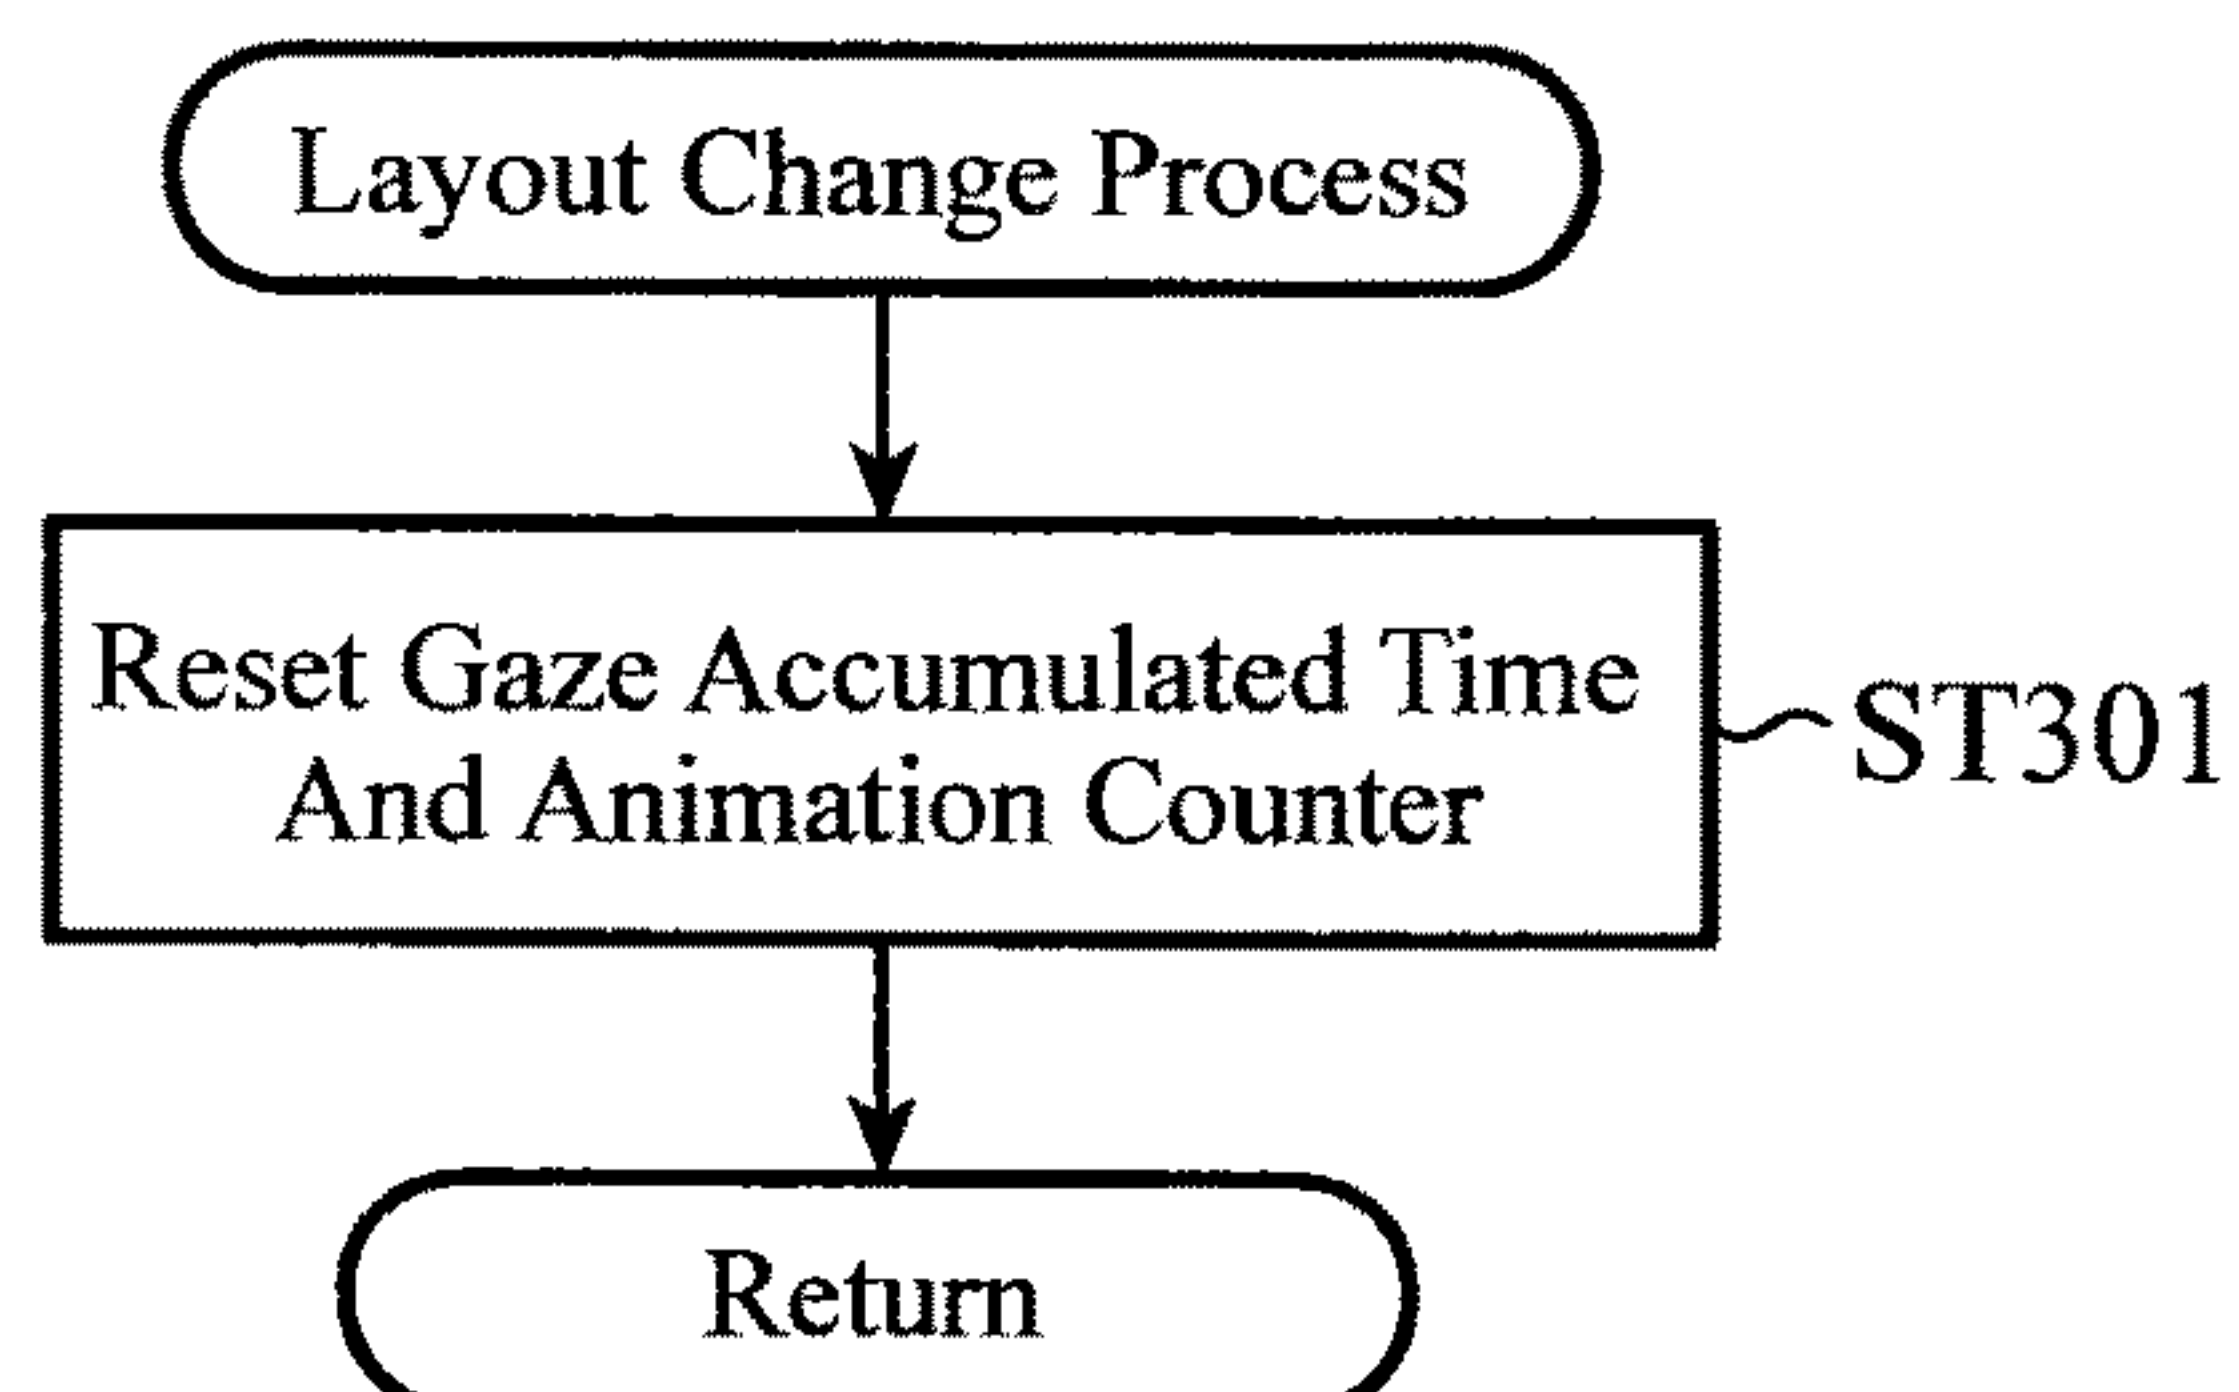 Layout Change Process
Reset Gaze Accumulated Time
And Animation Counter
ST301
Return